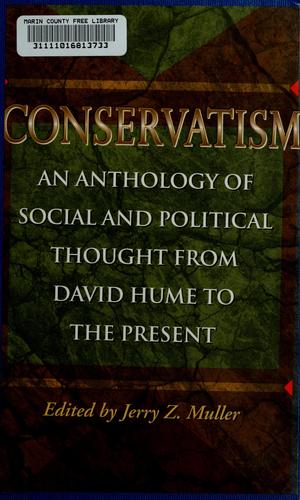 MARIN COUNTY FREE LIBRARY
31111016813733
CONSERVATISM
AN ANTHOLOGY OF
SOCIAL AND POLITICAL
THOUGHT FROM
DAVID HUME TO
THE PRESENT
Edited by Jerry Z. Muller